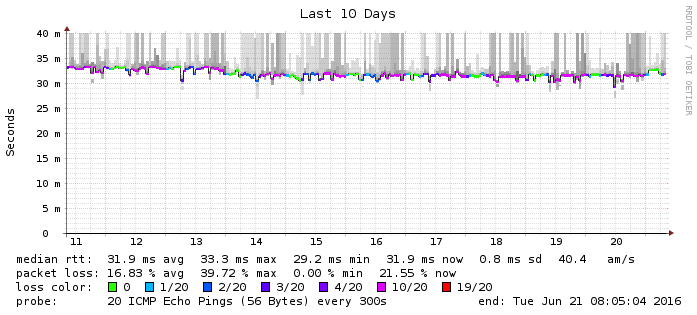 Last 10 Days
RRDTOOL / TOBI OETIKER
Seconds
40 m
35 m
30 m
25 m
20 m
15 m
10 m
5 m
0
11 12 13 14 15 16 17 18 19 20
median rtt: 31.9 ms avg 33.3 ms max 29.2 ms min 31.9 ms now 0.8 ms sd 40.4 am/s
packet loss: 16.83 % avg 39.72 % max 0.00 % min 21.55 % now
loss color: 0 1/20 2/20 3/20 4/20 10/20 19/20
probe: 20 ICMP Echo Pings (56 Bytes) every 300s end: Tue Jun 21 08:05:04 2016